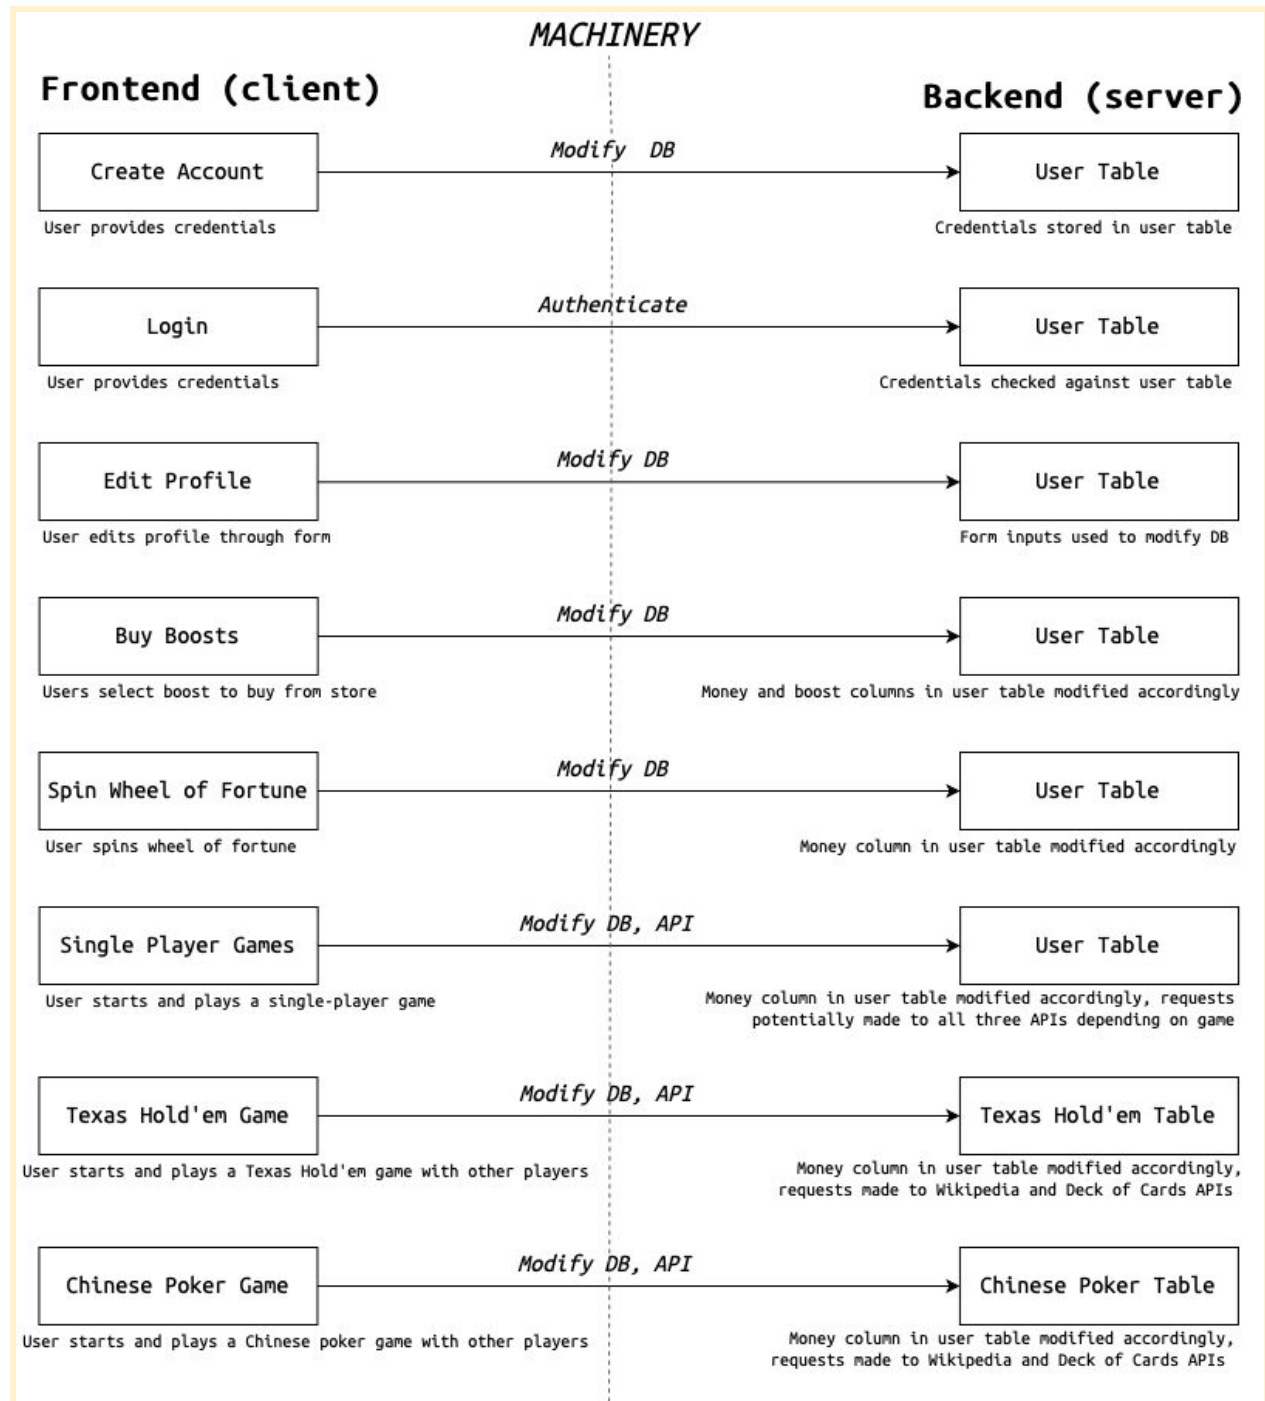 MACHINERY
Frontend (client)
Backend (server)
Modify DB
Create Account
User Table
User provides credentials
Credentials stored in user table
Authenticate
Login
User Table
User provides credentials
Credentials checked against user table
Modify DB
Edit Profile
User Table
User edits profile through form
Form inputs used to modify DB
Modify DB
Buy Boosts
User Table
Users select boost to buy from store
Money and boost columns in user table modified accordingly
Modify DB
Spin Wheel of Fortune
User Table
User spins wheel of fortune
Money column in user table modified accordingly
Modify DB, API
Single Player Games
User Table
User starts and plays a single-player game
Money column in user table modified accordingly, requests
potentially made to all three APIs depending on game
Modify DB, API
Texas Hold'em Game
Texas Hold'em Table
User starts and plays a Texas Hold'em game with other players
Money column in user table modified accordingly,
requests made to Wikipedia and Deck of Cards APIs
Modify DB, API
Chinese Poker Game
Chinese Poker Table
User starts and plays a Chinese poker game with other players
Money column in user table modified accordingly,
requests made to Wikipedia and Deck of Cards APIs